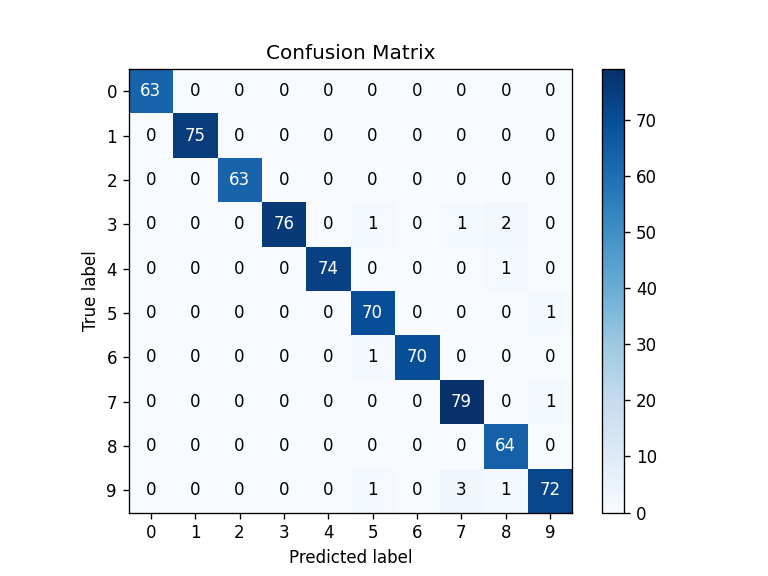 Confusion Matrix
0 63 0 0 0 0 0 0 0 0 0
1 0 75 0 0 0 0 0 0 0 0 70
2 0 0 63 0 0 0 0 0 0 0 60
3 0 0 0 76 0 1 0 1 2 0 50
4 0 0 0 0 74 0 0 0 1 0 40
5 0 0 0 0 0 70 0 0 0 1 30
6 0 0 0 0 0 1 70 0 0 0
7 0 0 0 0 0 0 0 79 0 1 20
8 0 0 0 0 0 0 0 0 64 0 10
9 0 0 0 0 0 1 0 3 1 72 0
0 1 2 3 4 5 6 7 8 9
True label
Predicted label